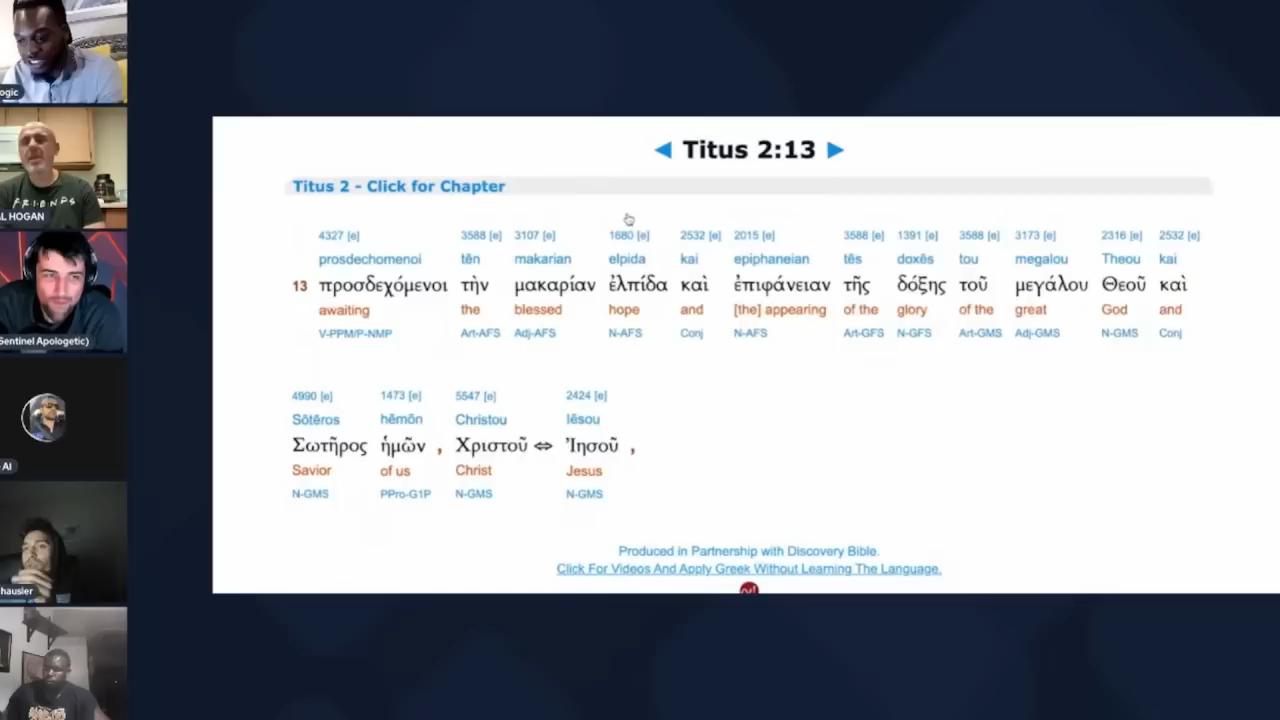 ogic
◄ Titus 2:13 ►
Titus 2 - Click for Chapter
4327 [e] 3588 [e] 3107 [e] 1680 [e] 2532 [e] 2015 [e] 3588 [e] 1391 [e] 3588 [e] 3173 [e] 2316 [e] 2532 [e]
prosdechomenoi tēn makarian elpida kai epiphaneian tēs doxēs tou megalou Theou kai
13 προσδεχόμενοι τὴν μακαρίαν ἐλπίδα καὶ ἐπιφάνειαν τῆς δόξης τοῦ μεγάλου Θεοῦ καὶ
awaiting the blessed hope and [the] appearing of the glory of the great God and
V-PPM/P-NMP Art-AFS Adj-AFS N-AFS Conj N-AFS Art-GFS N-GFS Art-GMS Adj-GMS N-GMS Conj
4990 [e] 1473 [e] 5547 [e] 2424 [e]
Sōtēros hēmōn Christou Iēsou
Σωτῆρος ἡμῶν , Χριστοῦ ⇔ Ἰησοῦ ,
Savior of us Christ Jesus
N-GMS PPro-G1P N-GMS N-GMS
Produced in Partnership with Discovery Bible.
Click For Videos And Apply Greek Without Learning The Language.
FRIENDS
AL HOGAN
Sentinel Apologetic)
AI
hausler